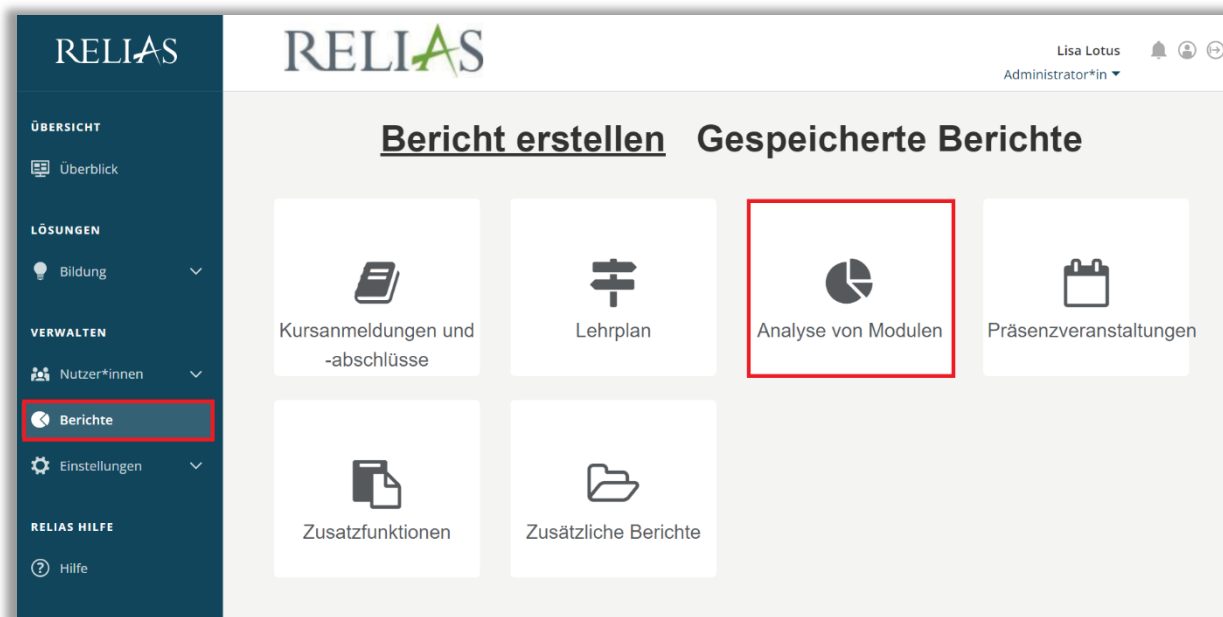 RELIAS
RELIAS
Lisa Lotus
Administrator*in
ÜBERSICHT
Überblick
LÖSUNGEN
Bildung
VERWALTEN
Nutzer*innen
Berichte
Einstellungen
RELIAS HILFE
Hilfe
Bericht erstellen Gespeicherte Berichte
Kursanmeldungen und
-abschlüsse
Lehrplan
Analyse von Modulen
Präsenzveranstaltungen
Zusatzfunktionen
Zusätzliche Berichte